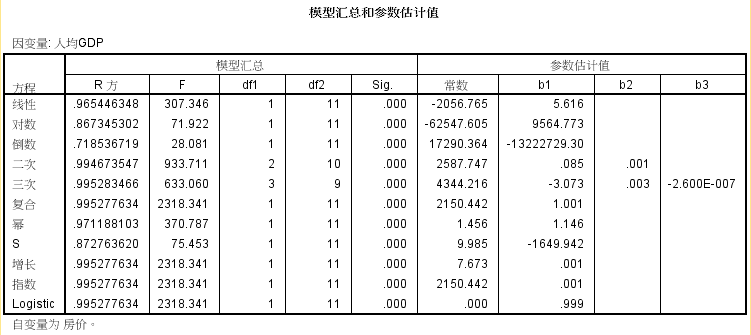 模型汇总和参数估计值
因变量: 人均GDP
方程 模型汇总 参数估计值
R 方 F df1 df2 Sig. 常数 b1 b2 b3
线性 .965446348 307.346 1 11 .000 -2056.765 5.616
对数 .867345302 71.922 1 11 .000 -62547.605 9564.773
倒数 .718536719 28.081 1 11 .000 17290.364 -13222729.30
二次 .994673547 933.711 2 10 .000 2587.747 .085 .001
三次 .995283466 633.060 3 9 .000 4344.216 -3.073 .003 -2.600E-007
复合 .995277634 2318.341 1 11 .000 2150.442 1.001
幂 .971188103 370.787 1 11 .000 1.456 1.146
S .872763620 75.453 1 11 .000 9.985 -1649.942
增长 .995277634 2318.341 1 11 .000 7.673 .001
指数 .995277634 2318.341 1 11 .000 2150.442 .001
Logistic .995277634 2318.341 1 11 .000 .000 .999
自变量为 房价。